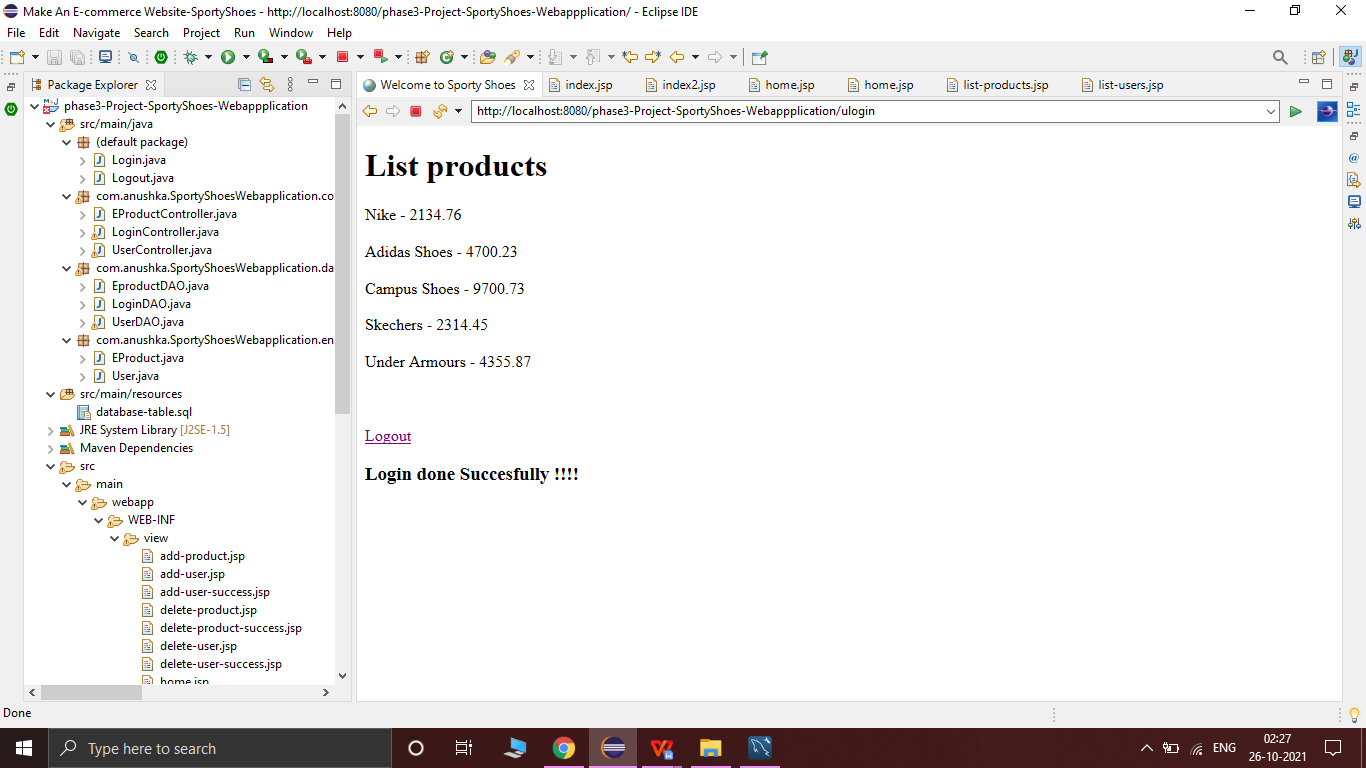 Make An E-commerce Website-SportyShoes - http://localhost:8080/phase3-Project-SportyShoes-Webappplication/ - Eclipse IDE
File Edit Navigate Search Project Run Window Help
Package Explorer
phase3-Project-SportyShoes-Webappplication
src/main/java
(default package)
Login.java
Logout.java
com.anushka.SportyShoesWebapplication.co
EProductController.java
LoginController.java
UserController.java
com.anushka.SportyShoesWebapplication.da
EproductDAO.java
LoginDAO.java
UserDAO.java
com.anushka.SportyShoesWebapplication.en
EProduct.java
User.java
src/main/resources
database-table.sql
JRE System Library [J2SE-1.5]
Maven Dependencies
src
main
webapp
WEB-INF
view
add-product.jsp
add-user.jsp
add-user-success.jsp
delete-product.jsp
delete-product-success.jsp
delete-user.jsp
delete-user-success.jsp
home.jsp
Welcome to Sporty Shoes index.jsp index2.jsp home.jsp home.jsp list-products.jsp list-users.jsp
http://localhost:8080/phase3-Project-SportyShoes-Webappplication/ulogin
List products
Nike - 2134.76
Adidas Shoes - 4700.23
Campus Shoes - 9700.73
Skechers - 2314.45
Under Armours - 4355.87
Logout
Login done Succesfully !!!!
Done
Type here to search
ENG
02:27
26-10-2021